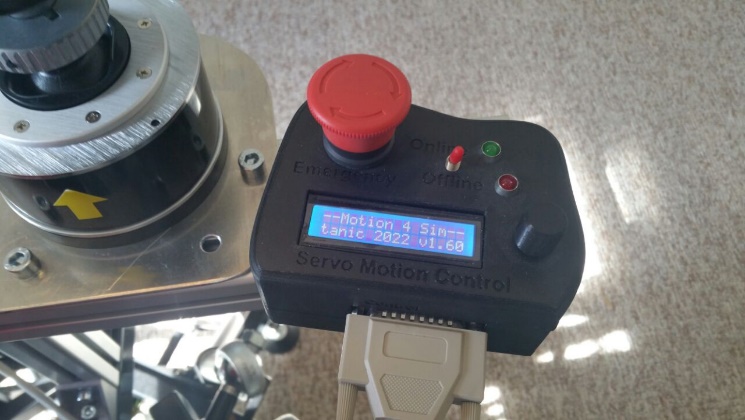 Online
Emergency
Offline
--Motion 4 Sim--
tanic 2022 v1.60
Servo Motion Control